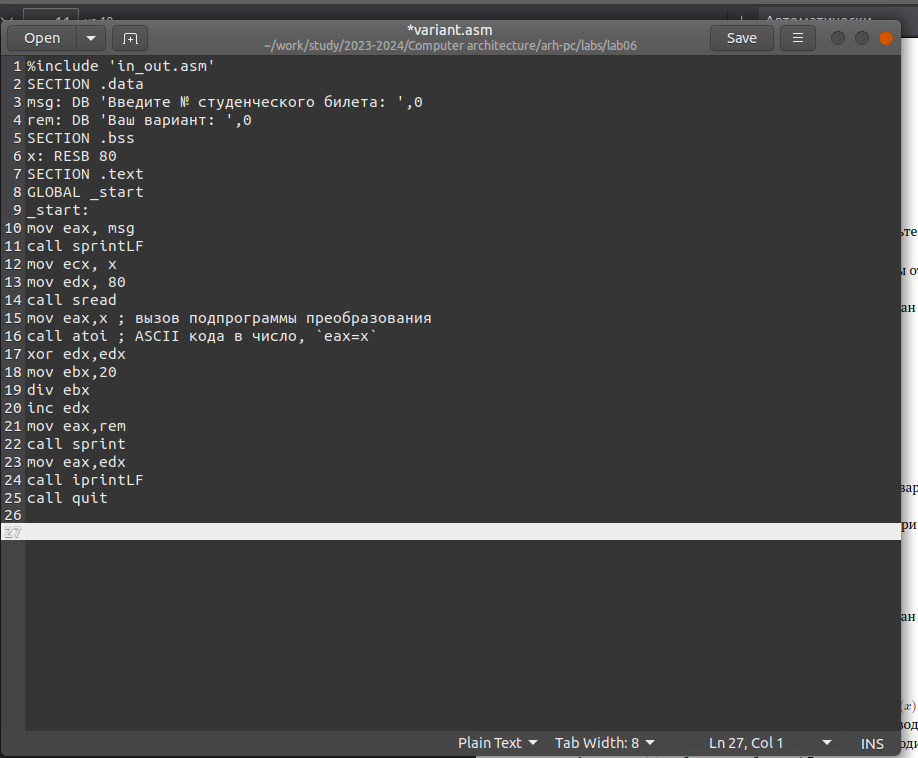 Автоматически
*variant.asm
Open
~/work/study/2023-2024/Computer architecture/arh-pc/labs/lab06
Save
1 %include 'in_out.asm'
2 SECTION .data
3 msg: DB 'Введите № студенческого билета: ',0
4 rem: DB 'Ваш вариант: ',0
5 SECTION .bss
6 x: RESB 80
7 SECTION .text
8 GLOBAL _start
9 _start:
10 mov eax, msg
11 call sprintLF
12 mov ecx, x
13 mov edx, 80
14 call sread
15 mov eax,x ; вызов подпрограммы преобразования
16 call atoi ; ASCII кода в число, `eax=x`
17 xor edx,edx
18 mov ebx,20
19 div ebx
20 inc edx
21 mov eax,rem
22 call sprint
23 mov eax,edx
24 call iprintLF
25 call quit
26
27
Plain Text
Tab Width: 8
Ln 27, Col 1
INS